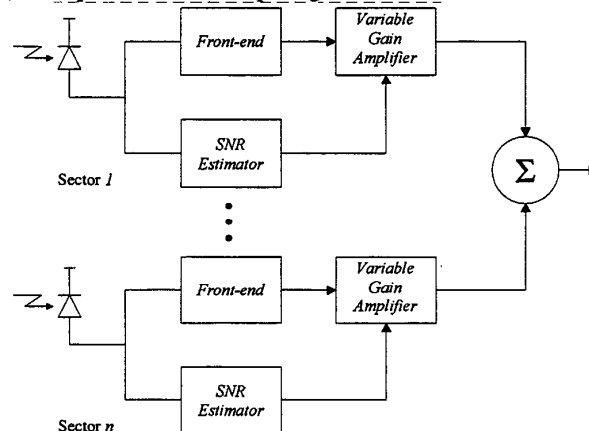 Front-end
Variable
Gain
Amplifier
SNR
Estimator
Sector 1
Σ
Front-end
Variable
Gain
Amplifier
SNR
Estimator
Sector n